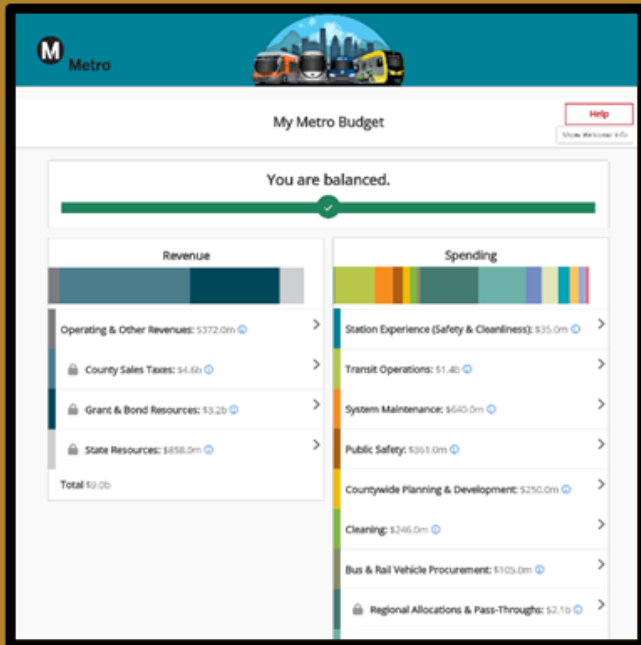 M
Metro
My Metro Budget
Help
Show Welcome Info
You are balanced.
Revenue
Operating & Other Revenues: $372.0m
County Sales Taxes: $4.6b
Grant & Bond Resources: $3.2b
State Resources: $858.0m
Total $9.0b
Spending
Station Experience (Safety & Cleanliness): $35.0m
Transit Operations: $1.4b
System Maintenance: $640.0m
Public Safety: $361.0m
Countywide Planning & Development: $250.0m
Cleaning: $246.0m
Bus & Rail Vehicle Procurement: $105.0m
Regional Allocations & Pass-Throughs: $2.1b